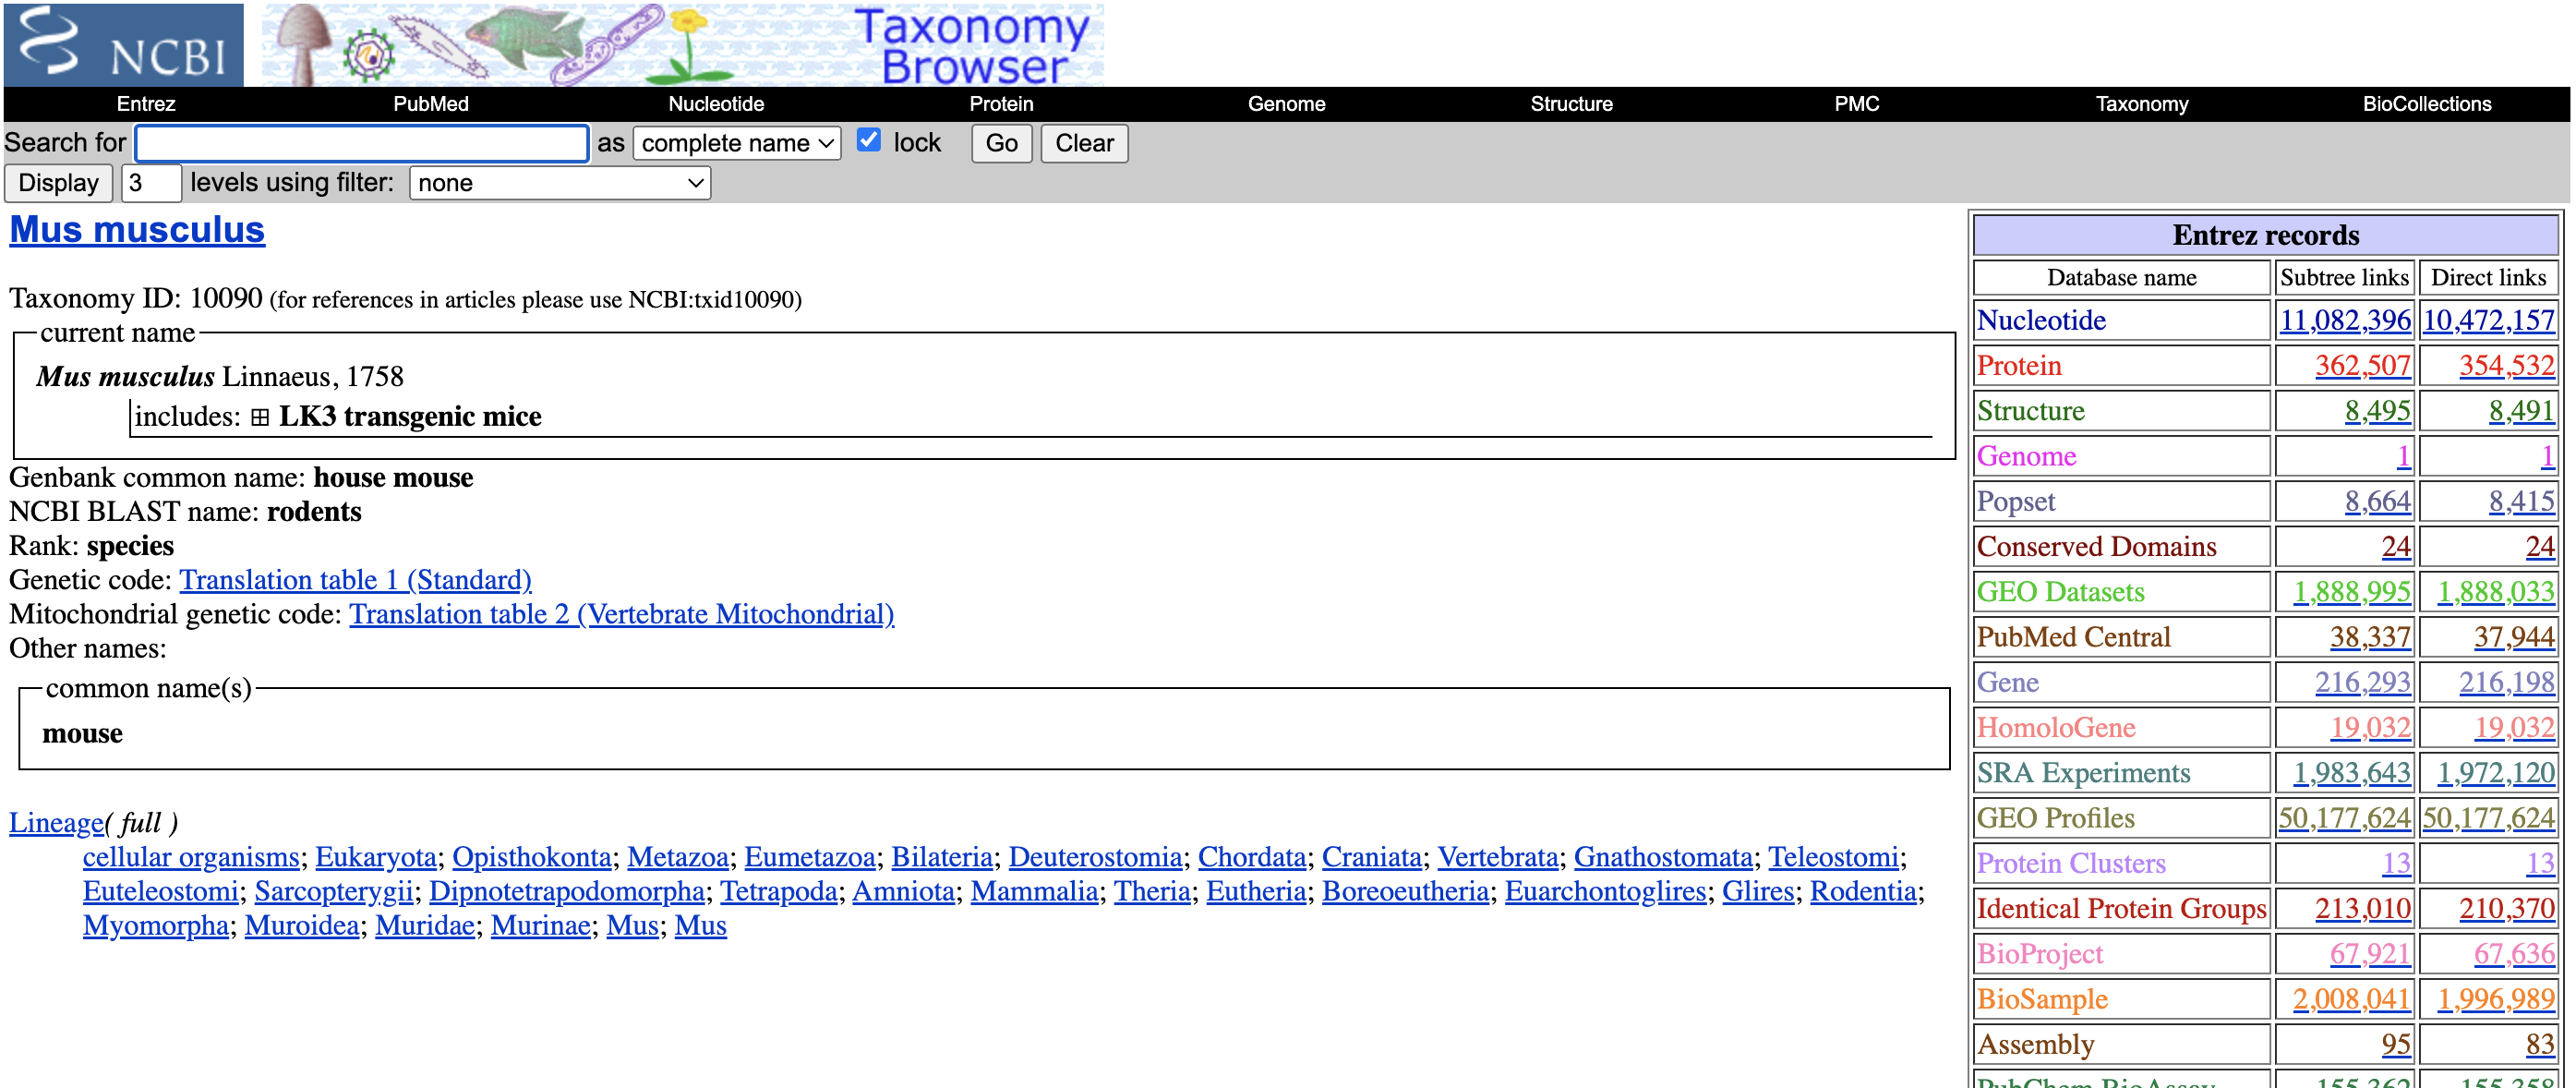 NCBI
Taxonomy
Browser
Entrez PubMed Nucleotide Protein Genome Structure PMC Taxonomy BioCollections
Search for as complete name lock Go Clear
Display 3 levels using filter: none
Mus musculus
Taxonomy ID: 10090 (for references in articles please use NCBI:txid10090)
current name
Mus musculus Linnaeus, 1758
includes: ⊞ LK3 transgenic mice
Genbank common name: house mouse
NCBI BLAST name: rodents
Rank: species
Genetic code: Translation table 1 (Standard)
Mitochondrial genetic code: Translation table 2 (Vertebrate Mitochondrial)
Other names:
common name(s)
mouse
Lineage( full )
cellular organisms; Eukaryota; Opisthokonta; Metazoa; Eumetazoa; Bilateria; Deuterostomia; Chordata; Craniata; Vertebrata; Gnathostomata; Teleostomi;
Euteleostomi; Sarcopterygii; Dipnotetrapodomorpha; Tetrapoda; Amniota; Mammalia; Theria; Eutheria; Boreoeutheria; Euarchontoglires; Glires; Rodentia;
Myomorpha; Muroidea; Muridae; Murinae; Mus; Mus
Entrez records
Database name Subtree links Direct links
Nucleotide 11,082,396 10,472,157
Protein 362,507 354,532
Structure 8,495 8,491
Genome 1 1
Popset 8,664 8,415
Conserved Domains 24 24
GEO Datasets 1,888,995 1,888,033
PubMed Central 38,337 37,944
Gene 216,293 216,198
HomoloGene 19,032 19,032
SRA Experiments 1,983,643 1,972,120
GEO Profiles 50,177,624 50,177,624
Protein Clusters 13 13
Identical Protein Groups 213,010 210,370
BioProject 67,921 67,636
BioSample 2,008,041 1,996,989
Assembly 95 83
PubChem BioAssay 155,362 155,358